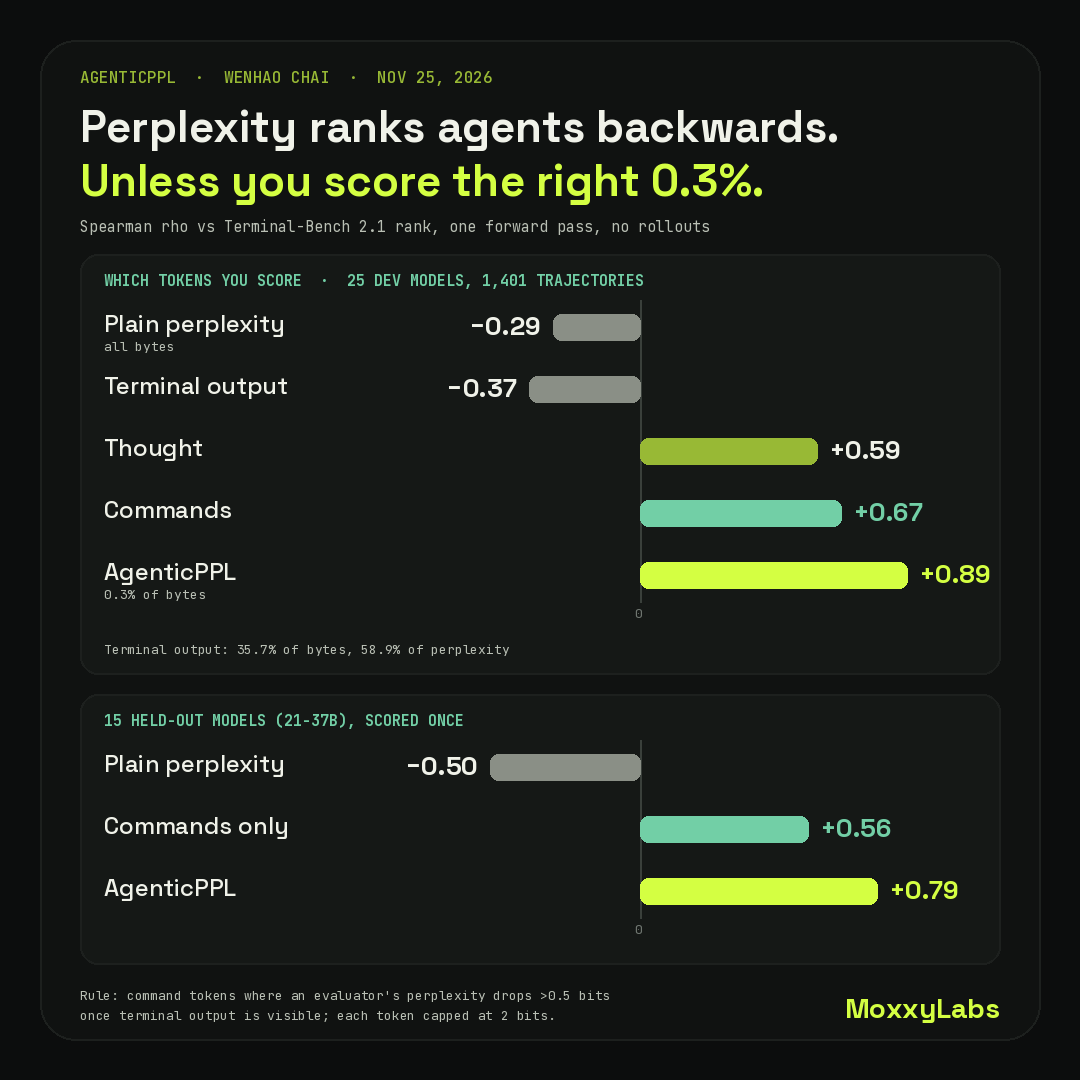 AGENTICPPL · WENHAO CHAI · NOV 25, 2026
Perplexity ranks agents backwards.
Unless you score the right 0.3%.
Spearman rho vs Terminal-Bench 2.1 rank, one forward pass, no rollouts
WHICH TOKENS YOU SCORE · 25 DEV MODELS, 1,401 TRAJECTORIES
Plain perplexity −0.29
all bytes
Terminal output −0.37
Thought +0.59
Commands +0.67
AgenticPPL +0.89
0.3% of bytes
0
Terminal output: 35.7% of bytes, 58.9% of perplexity
15 HELD-OUT MODELS (21-37B), SCORED ONCE
Plain perplexity −0.50
Commands only +0.56
AgenticPPL +0.79
0
Rule: command tokens where an evaluator's perplexity drops >0.5 bits
once terminal output is visible; each token capped at 2 bits.
MoxxyLabs